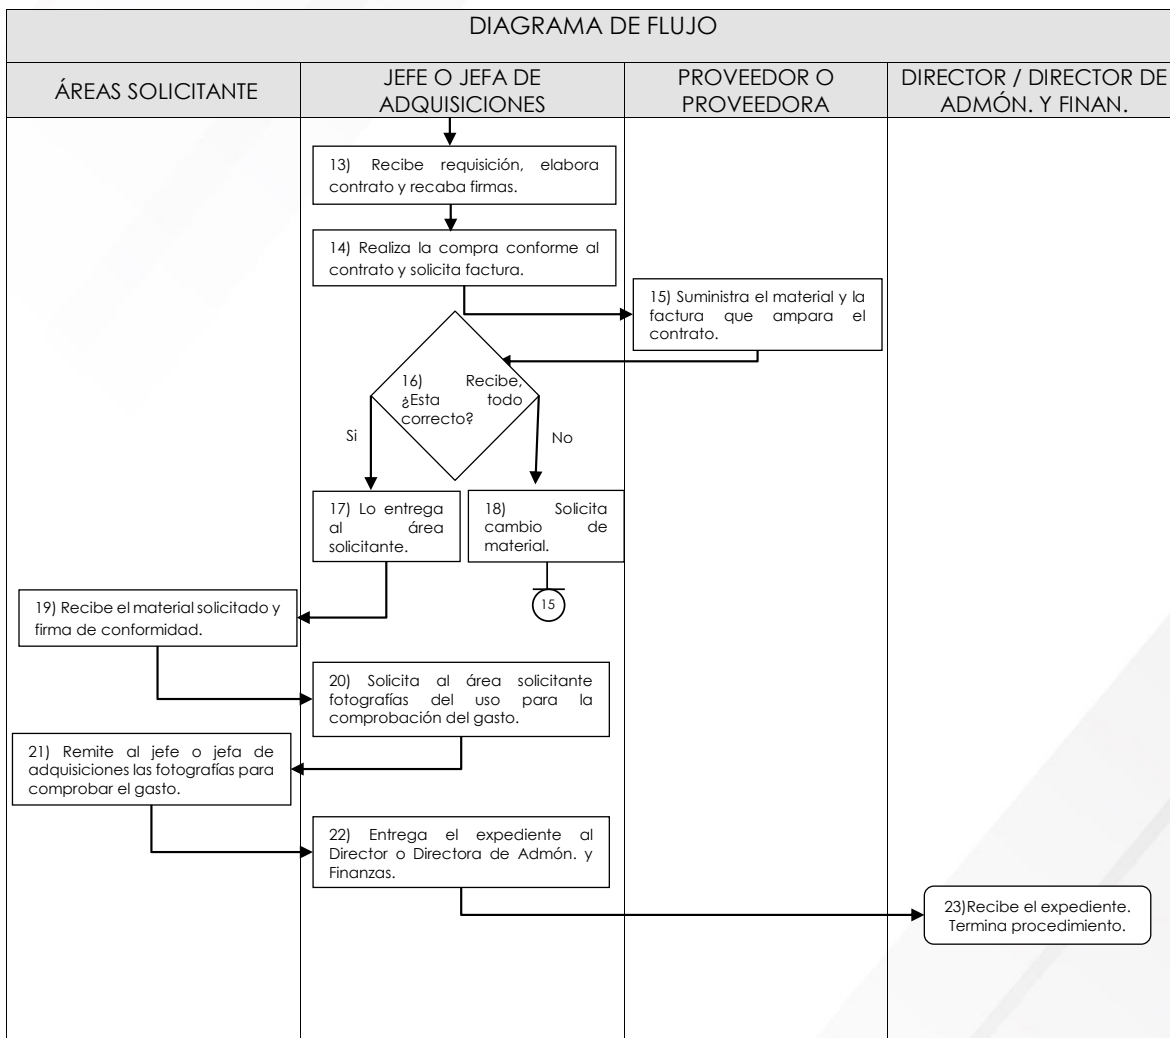 DIAGRAMA DE FLUJO
ÁREAS SOLICITANTE
JEFE O JEFA DE
ADQUISICIONES
PROVEEDOR O
PROVEEDORA
DIRECTOR / DIRECTOR DE
ADMÓN. Y FINAN.
13) Recibe requisición, elabora
contrato y recaba firmas.
14) Realiza la compra conforme al
contrato y solicita factura.
15) Suministra el material y la
factura que ampara el
contrato.
16) Recibe,
¿Esta todo
correcto?
Si
No
17) Lo entrega
al área
solicitante.
18) Solicita
cambio de
material.
15
19) Recibe el material solicitado y
firma de conformidad.
20) Solicita al área solicitante
fotografías del uso para la
comprobación del gasto.
21) Remite al jefe o jefa de
adquisiciones las fotografías para
comprobar el gasto.
22) Entrega el expediente al
Director o Directora de Admón. y
Finanzas.
23)Recibe el expediente.
Termina procedimiento.